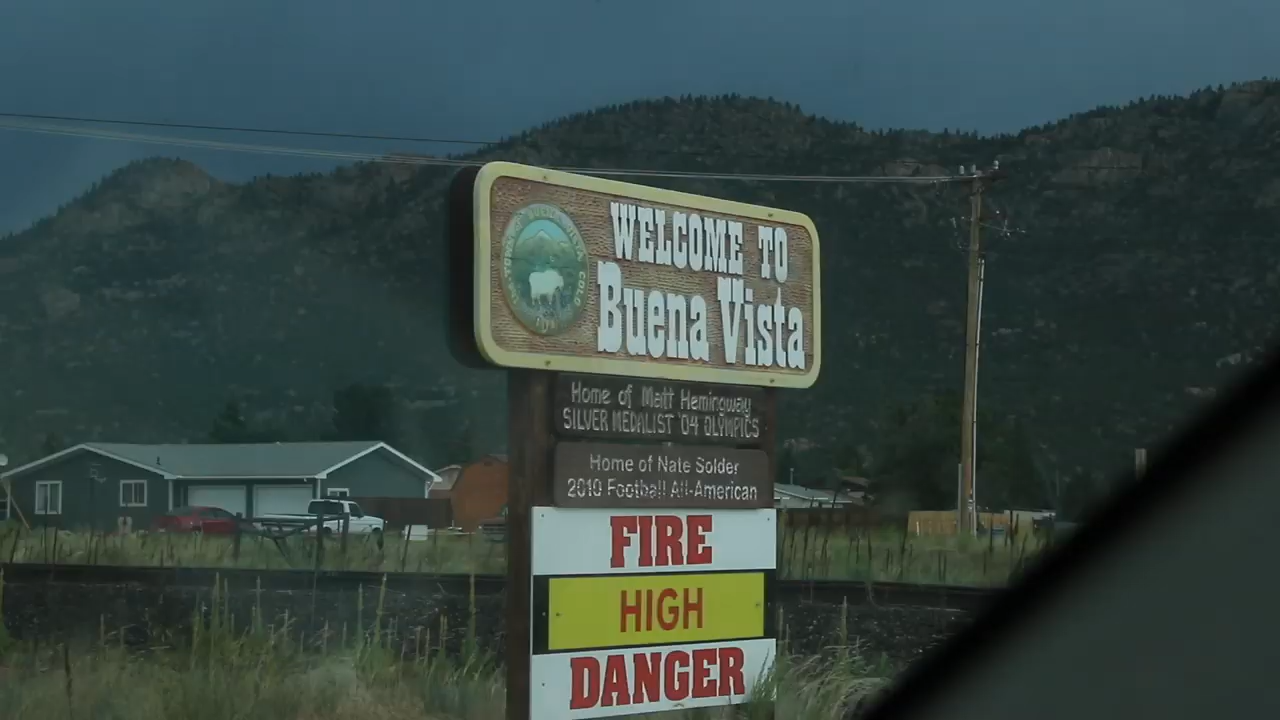 WELCOME TO
Buena Vista
Home of Matt Hemingway
SILVER MEDALIST '04 OLYMPICS
Home of Nate Solder
2010 Football All-American
FIRE
HIGH
DANGER